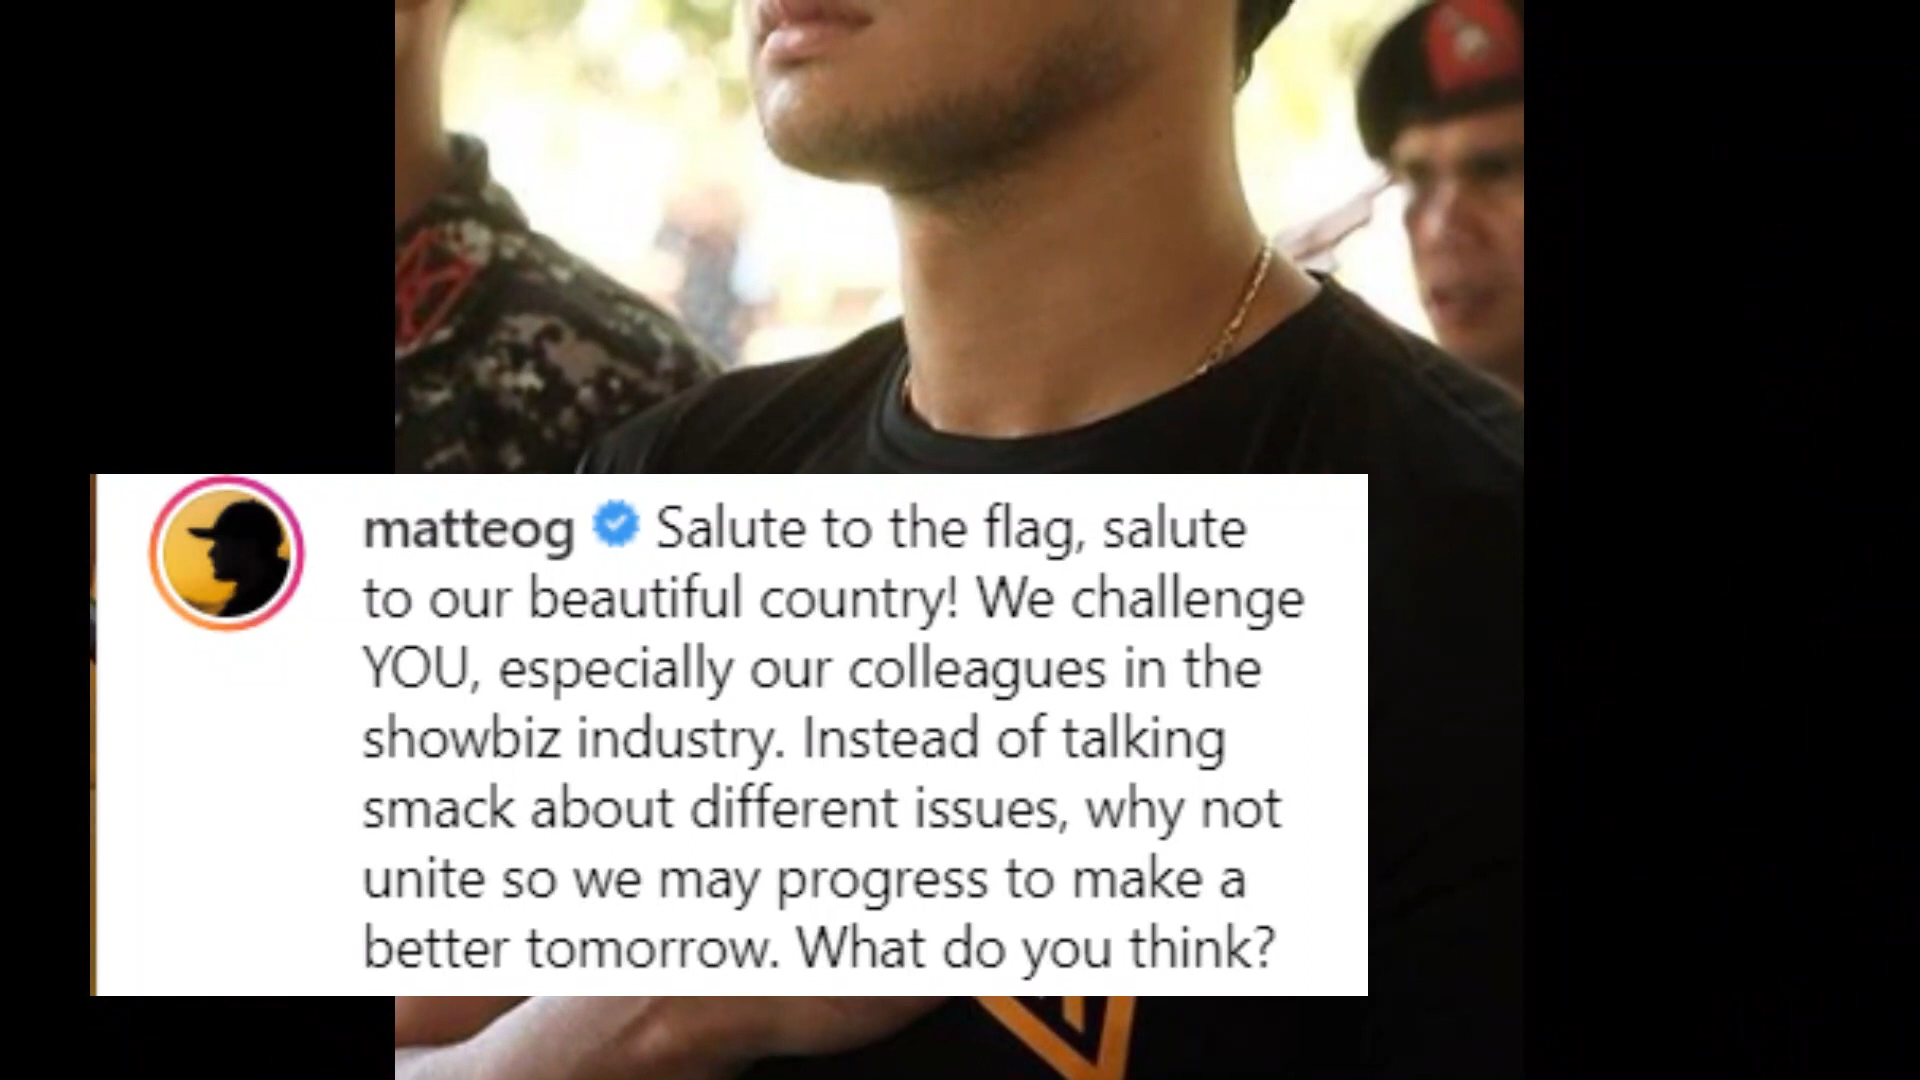 matteog Salute to the flag, salute
to our beautiful country! We challenge
YOU, especially our colleagues in the
showbiz industry. Instead of talking
smack about different issues, why not
unite so we may progress to make a
better tomorrow. What do you think?